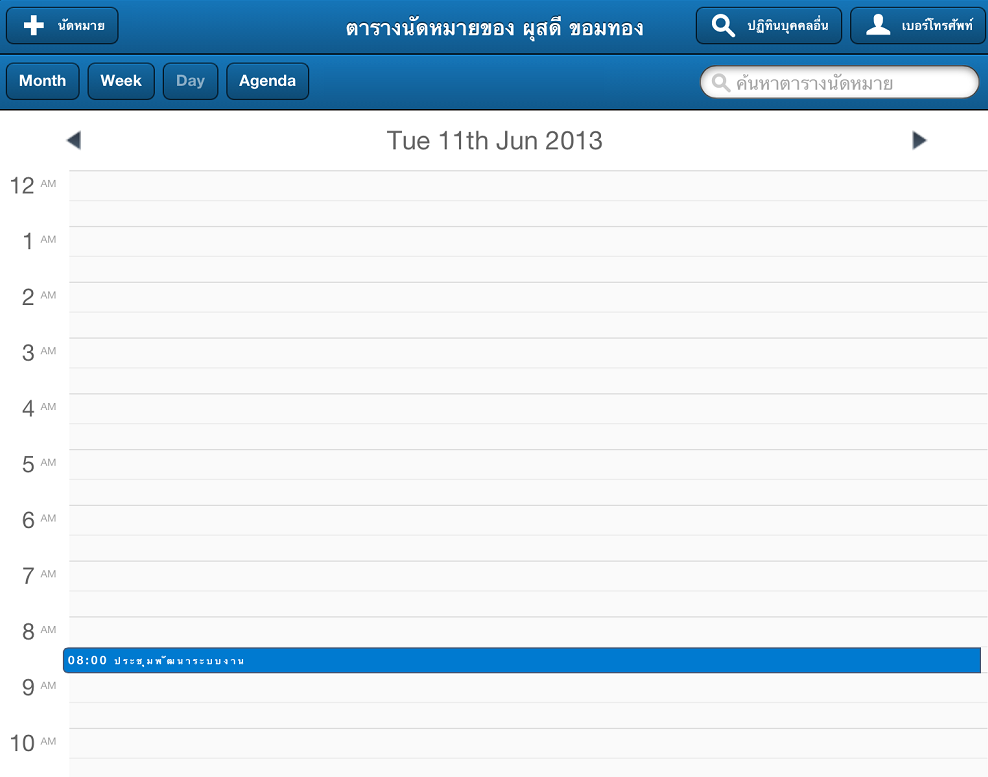 นัดหมาย
ตารางนัดหมายของ ผุสดี ขอมทอง
ปฏิทินบุคคลอื่น
เบอร์โทรศัพท์
Month Week Day Agenda
ค้นหาตารางนัดหมาย
Tue 11th Jun 2013
12 AM
1 AM
2 AM
3 AM
4 AM
5 AM
6 AM
7 AM
8 AM
08:00 ประชุมพัฒนาระบบงาน
9 AM
10 AM